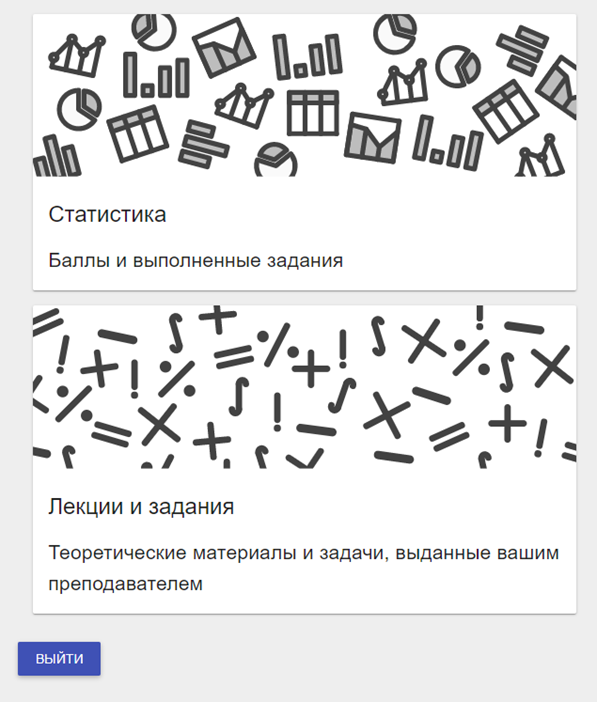 Статистика
Баллы и выполненные задания
Лекции и задания
Теоретические материалы и задачи, выданные вашим
преподавателем
ВЫЙТИ